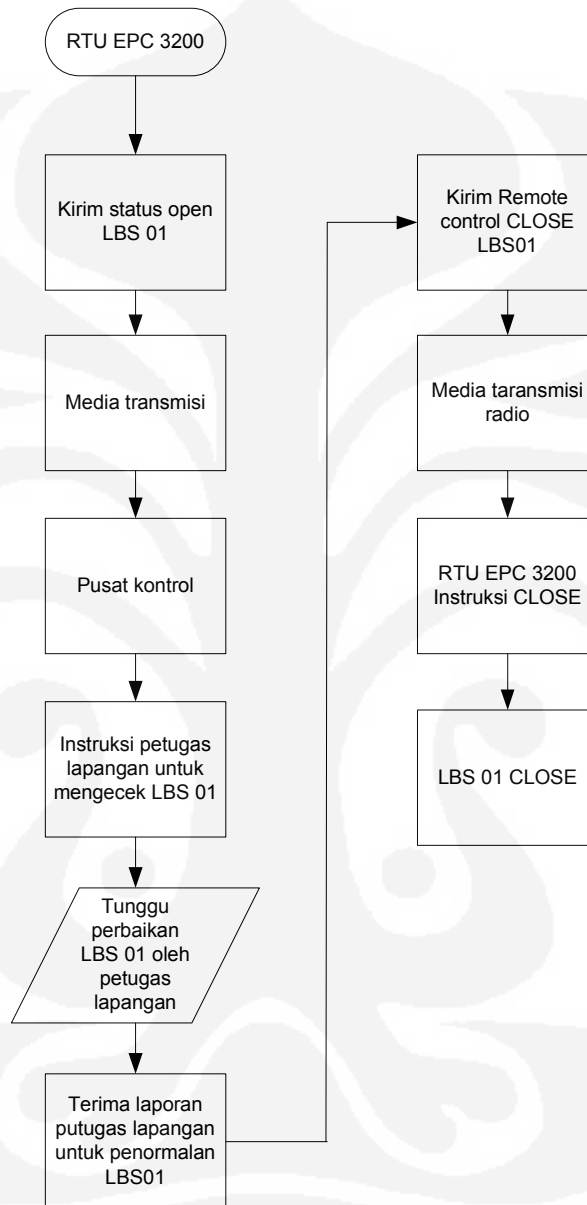 RTU EPC 3200
Kirim status open
LBS 01
Media transmisi
Pusat kontrol
Instruksi petugas
lapangan untuk
mengecek LBS 01
Tunggu
perbaikan
LBS 01 oleh
petugas
lapangan
Terima laporan
putugas lapangan
untuk penormalan
LBS01
Kirim Remote
control CLOSE
LBS01
Media taransmisi
radio
RTU EPC 3200
Instruksi CLOSE
LBS 01 CLOSE